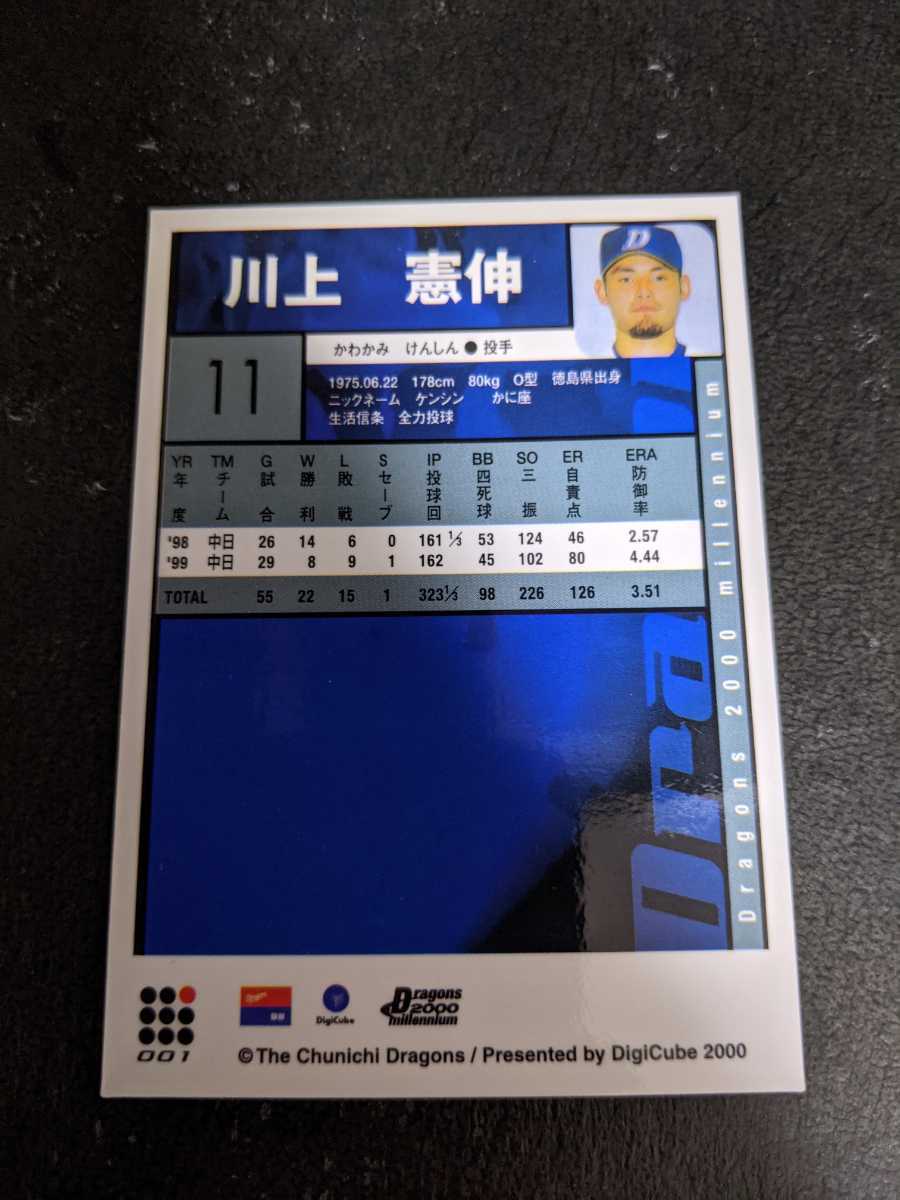 川上 憲伸
11
かわかみ けんしん ● 投手
1975.06.22 178cm 80kg O型 徳島県出身
ニックネーム ケンシン かに座
生活信条 全力投球
YR TM G W L S IP BB SO ER ERA
年度 チーム 試合 勝利 敗戦 セーブ 投球回 四死球 三振 自責点 防御率
'98 中日 26 14 6 0 161 1/3 53 124 46 2.57
'99 中日 29 8 9 1 162 45 102 80 4.44
TOTAL 55 22 15 1 323 1/3 98 226 126 3.51
Dragons 2000 millennium
Dra
D
001
DigiCube
Dragons
2000
millennium
©The Chunichi Dragons / Presented by DigiCube 2000